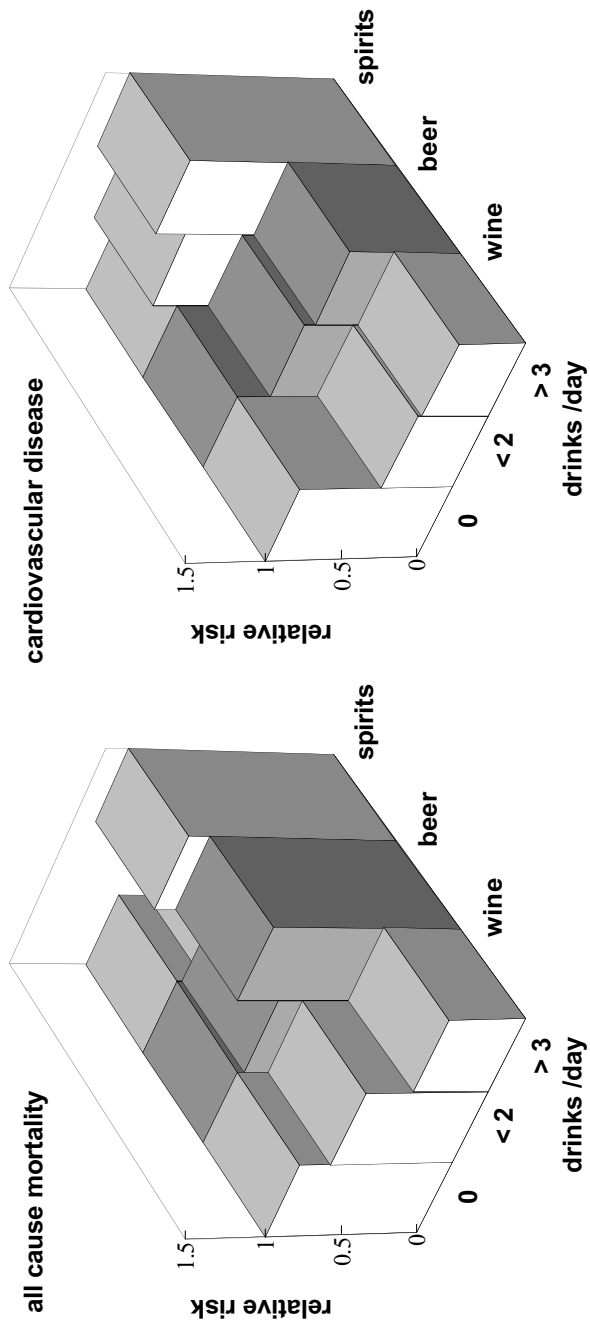 all cause mortality
relative risk
1.5
1
0.5
0
0
< 2
> 3
drinks /day
wine
beer
spirits
cardiovascular disease
relative risk
1.5
1
0.5
0
0
< 2
> 3
drinks /day
wine
beer
spirits